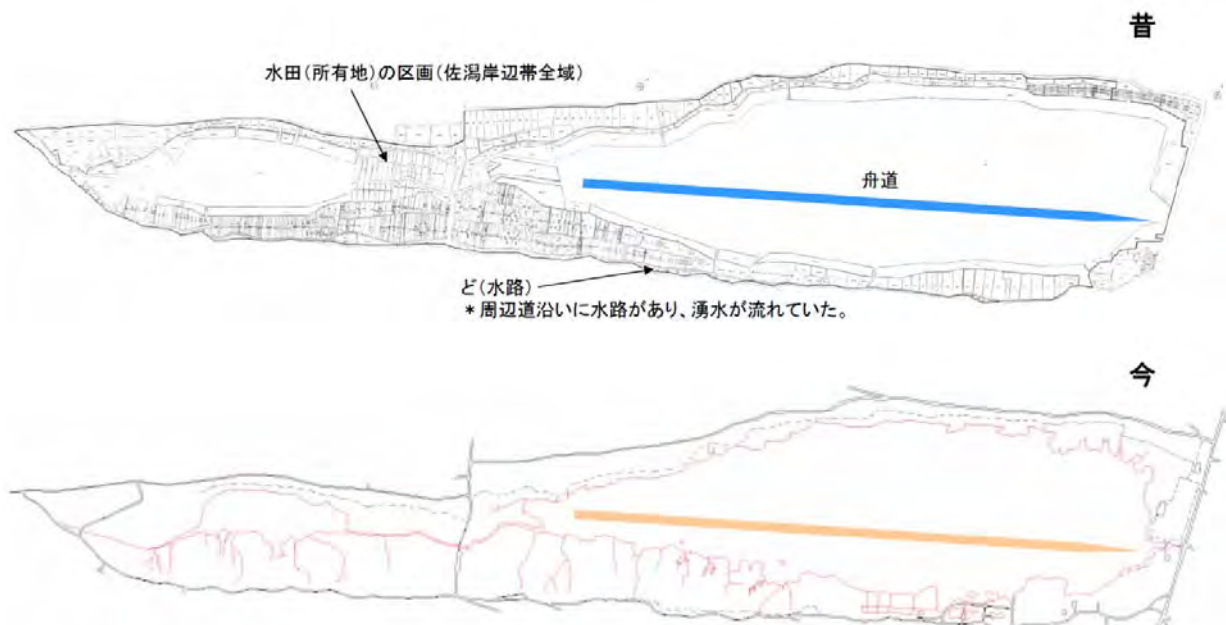 昔
水田(所有地)の区画(佐潟岸辺帯全域)
舟道
ど(水路)
*周辺道沿いに水路があり、湧水が流れていた。
今